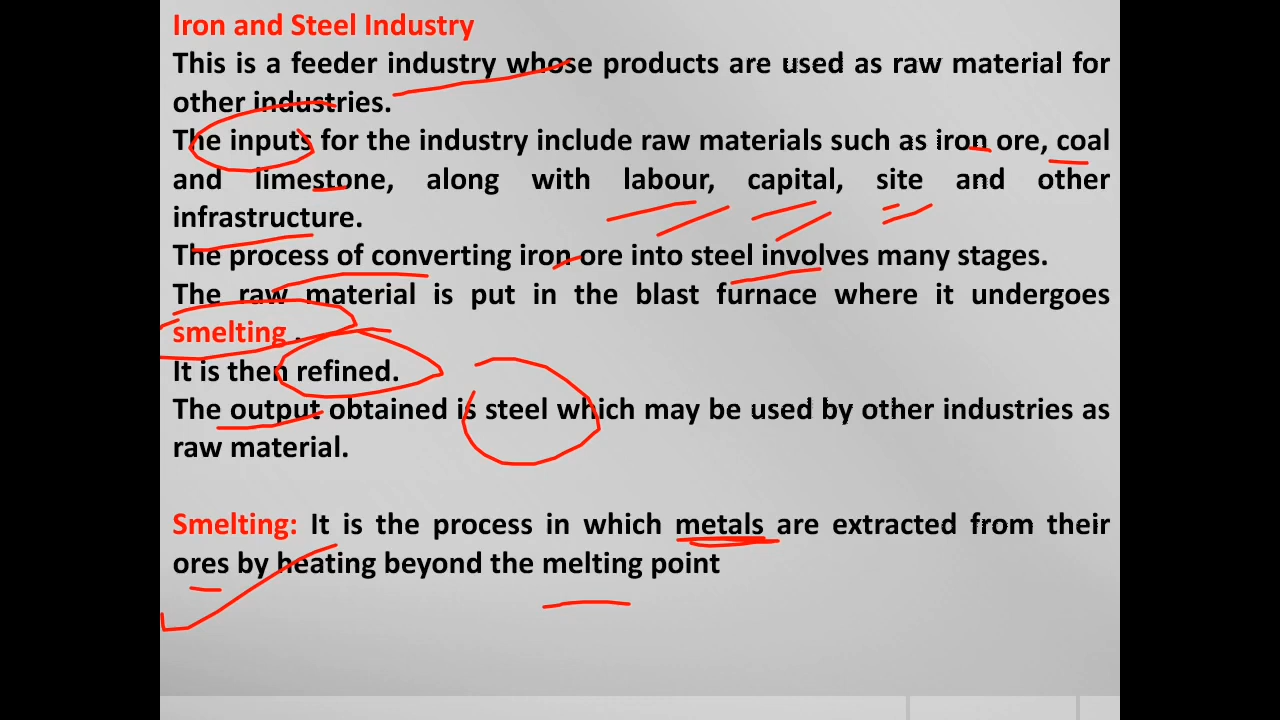 Iron and Steel Industry
This is a feeder industry whose products are used as raw material for
other industries.
The inputs for the industry include raw materials such as iron ore, coal
and limestone, along with labour, capital, site and other
infrastructure.
The process of converting iron ore into steel involves many stages.
The raw material is put in the blast furnace where it undergoes
smelting .
It is then refined.
The output obtained is steel which may be used by other industries as
raw material.
Smelting: It is the process in which metals are extracted from their
ores by heating beyond the melting point